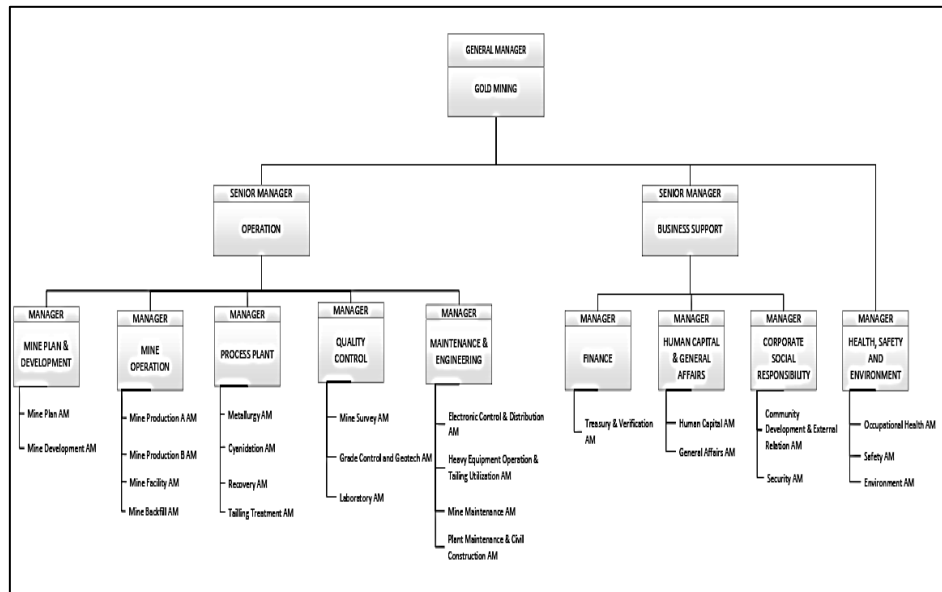 GENERAL MANAGER
GOLD MINING
SENIOR MANAGER
OPERATION
SENIOR MANAGER
BUSINESS SUPPORT
MANAGER
MINE PLAN &
DEVELOPMENT
Mine Plan AM
Mine Development AM
MANAGER
MINE
OPERATION
Mine Production A AM
Mine Production B AM
Mine Facility AM
Mine Backfill AM
MANAGER
PROCESS PLANT
Metallurgy AM
Cyanidation AM
Recovery AM
Tailling Treatment AM
MANAGER
QUALITY
CONTROL
Mine Survey AM
Grade Control and Geotech AM
Laboratory AM
MANAGER
MAINTENANCE &
ENGINEERING
Electronic Control & Distribution
AM
Heavy Equipment Operation &
Tailing Utilization AM
Mine Maintenance AM
Plant Maintenance & Civil
Construction AM
MANAGER
FINANCE
Treasury & Verification
AM
MANAGER
HUMAN CAPITAL
& GENERAL
AFFAIRS
Human Capital AM
General Affairs AM
MANAGER
CORPORATE
SOCIAL
RESPONSIBILITY
Community
Development & External
Relation AM
Security AM
MANAGER
HEALTH, SAFETY
AND
ENVIRONMENT
Occupational Health AM
Safety AM
Environment AM